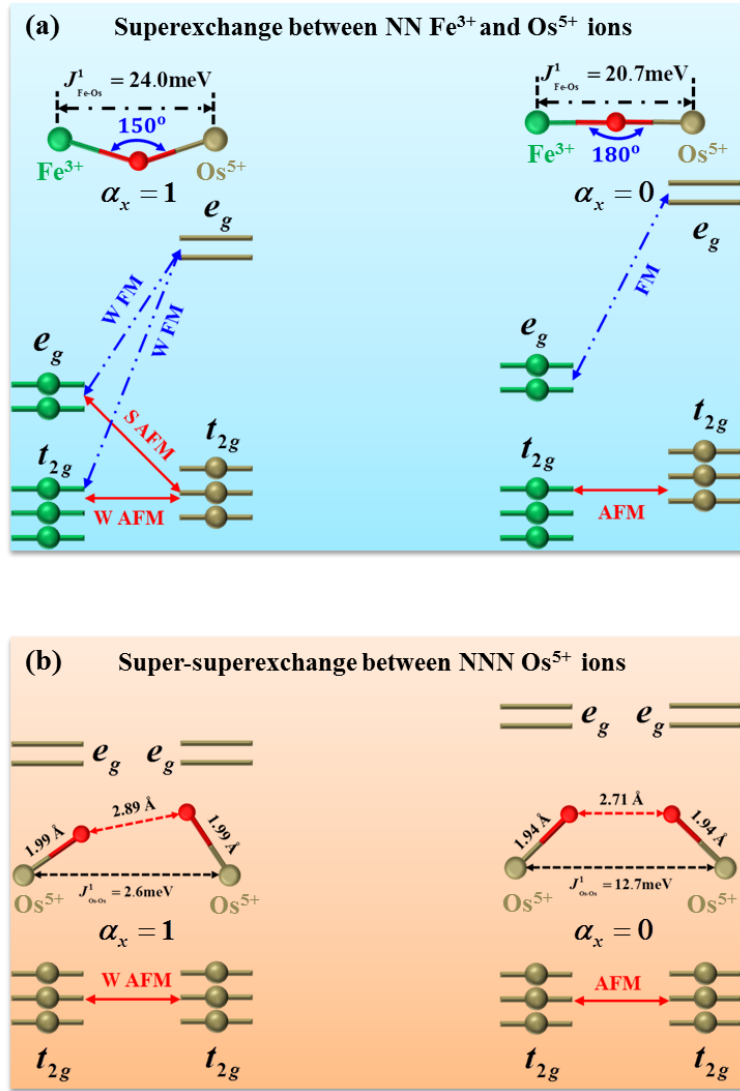 (a) Superexchange between NN Fe³⁺ and Os⁵⁺ ions
J¹Fe-Os = 24.0meV
150°
Fe³⁺ Os⁵⁺
αx = 1
eg
W FM
W FM
eg
S AFM
t2g
t2g
W AFM
J¹Fe-Os = 20.7meV
180°
Fe³⁺ Os⁵⁺
αx = 0
eg
FM
eg
t2g
t2g
AFM
(b) Super-superexchange between NNN Os⁵⁺ ions
eg eg
1.99 Å
2.89 Å
1.99 Å
J¹Os-Os = 2.6meV
Os⁵⁺ Os⁵⁺
αx = 1
W AFM
t2g t2g
eg eg
1.94 Å
2.71 Å
1.94 Å
J¹Os-Os = 12.7meV
Os⁵⁺ Os⁵⁺
αx = 0
AFM
t2g t2g